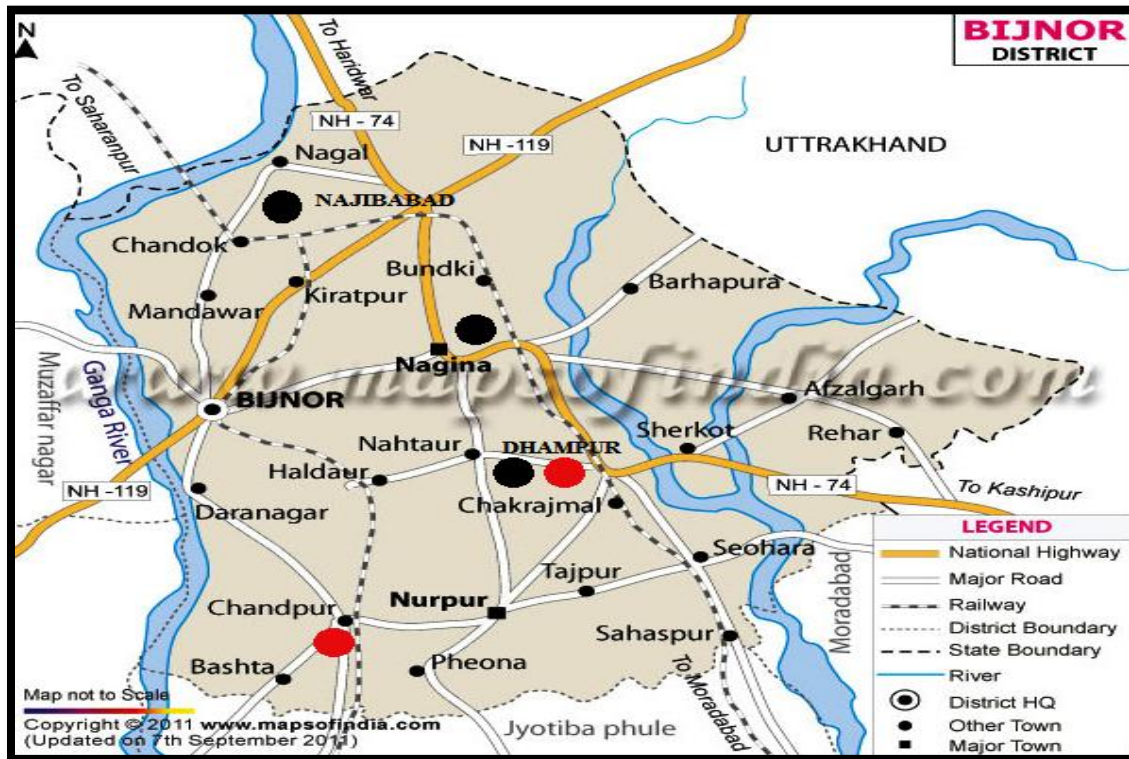 N
BIJNOR
DISTRICT
To Haridwar
To Saharanpur
NH - 74
NH -119
UTTRAKHAND
Nagal
NAJIBABAD
Chandok
Bundki
Barhapura
Kiratpur
Mandawar
Nagina
www.mapsofindia.com
Muzaffar nagar
Ganga River
BIJNOR
Afzalgarh
Nahtaur
DHAMPUR
Sherkot
Rehar
Haldaur
NH -119
Chakrajmal
NH - 74
To Kashipur
Daranagar
Seohara
Moradabad
Tajpur
Chandpur
Nurpur
Sahaspur
Bashta
Pheona
To Moradabad
Jyotiba phule
Map not to Scale
Copyright © 2011 www.mapsofindia.com
(Updated on 7th September 2011)
LEGEND
National Highway
Major Road
Railway
District Boundary
State Boundary
River
District HQ
Other Town
Major Town